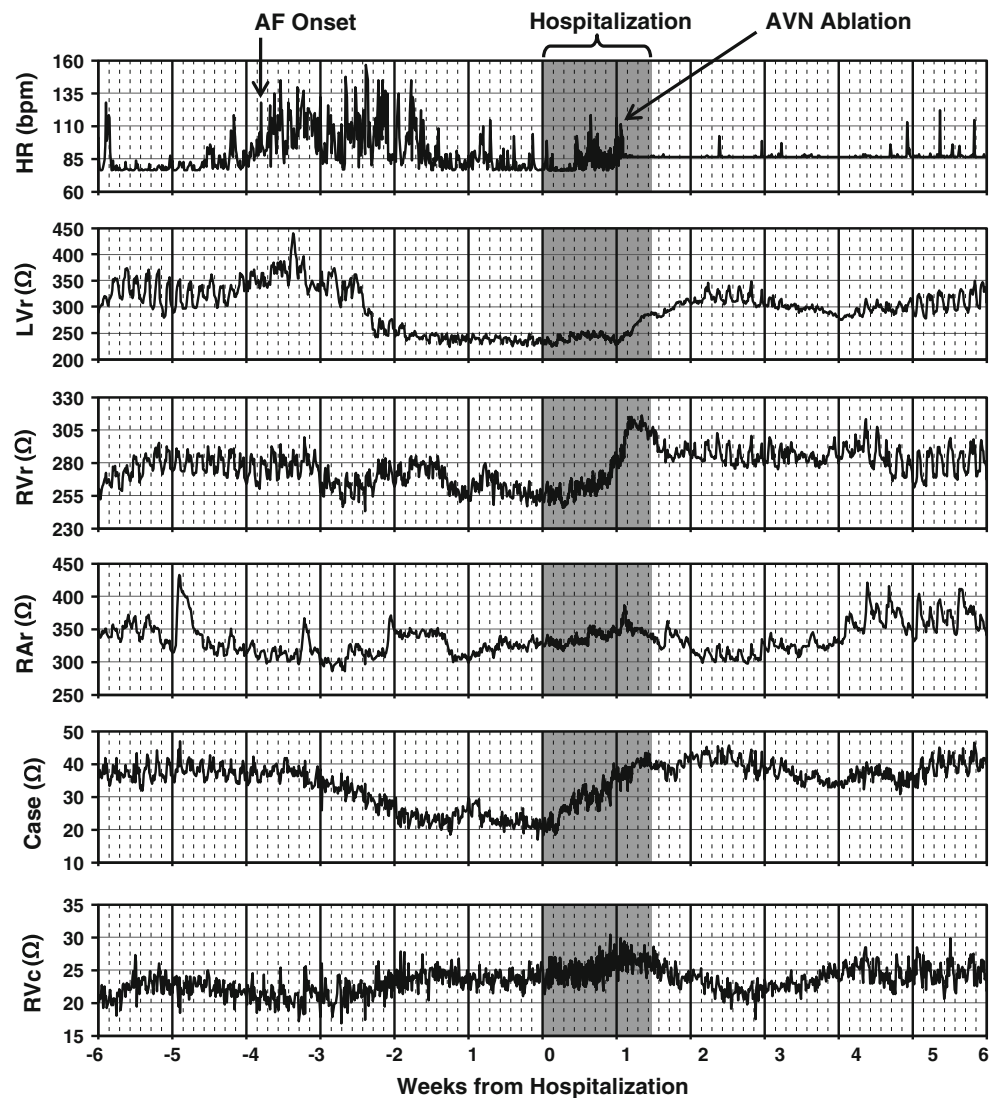 AF Onset
Hospitalization
AVN Ablation
HR (bpm)
160
135
110
85
60
LVr (Ω)
450
400
350
300
250
200
RVr (Ω)
330
305
280
255
230
RAr (Ω)
450
400
350
300
250
Case (Ω)
50
40
30
20
10
RVc (Ω)
35
30
25
20
15
-6 -5 -4 -3 -2 -1 0 1 2 3 4 5 6
Weeks from Hospitalization